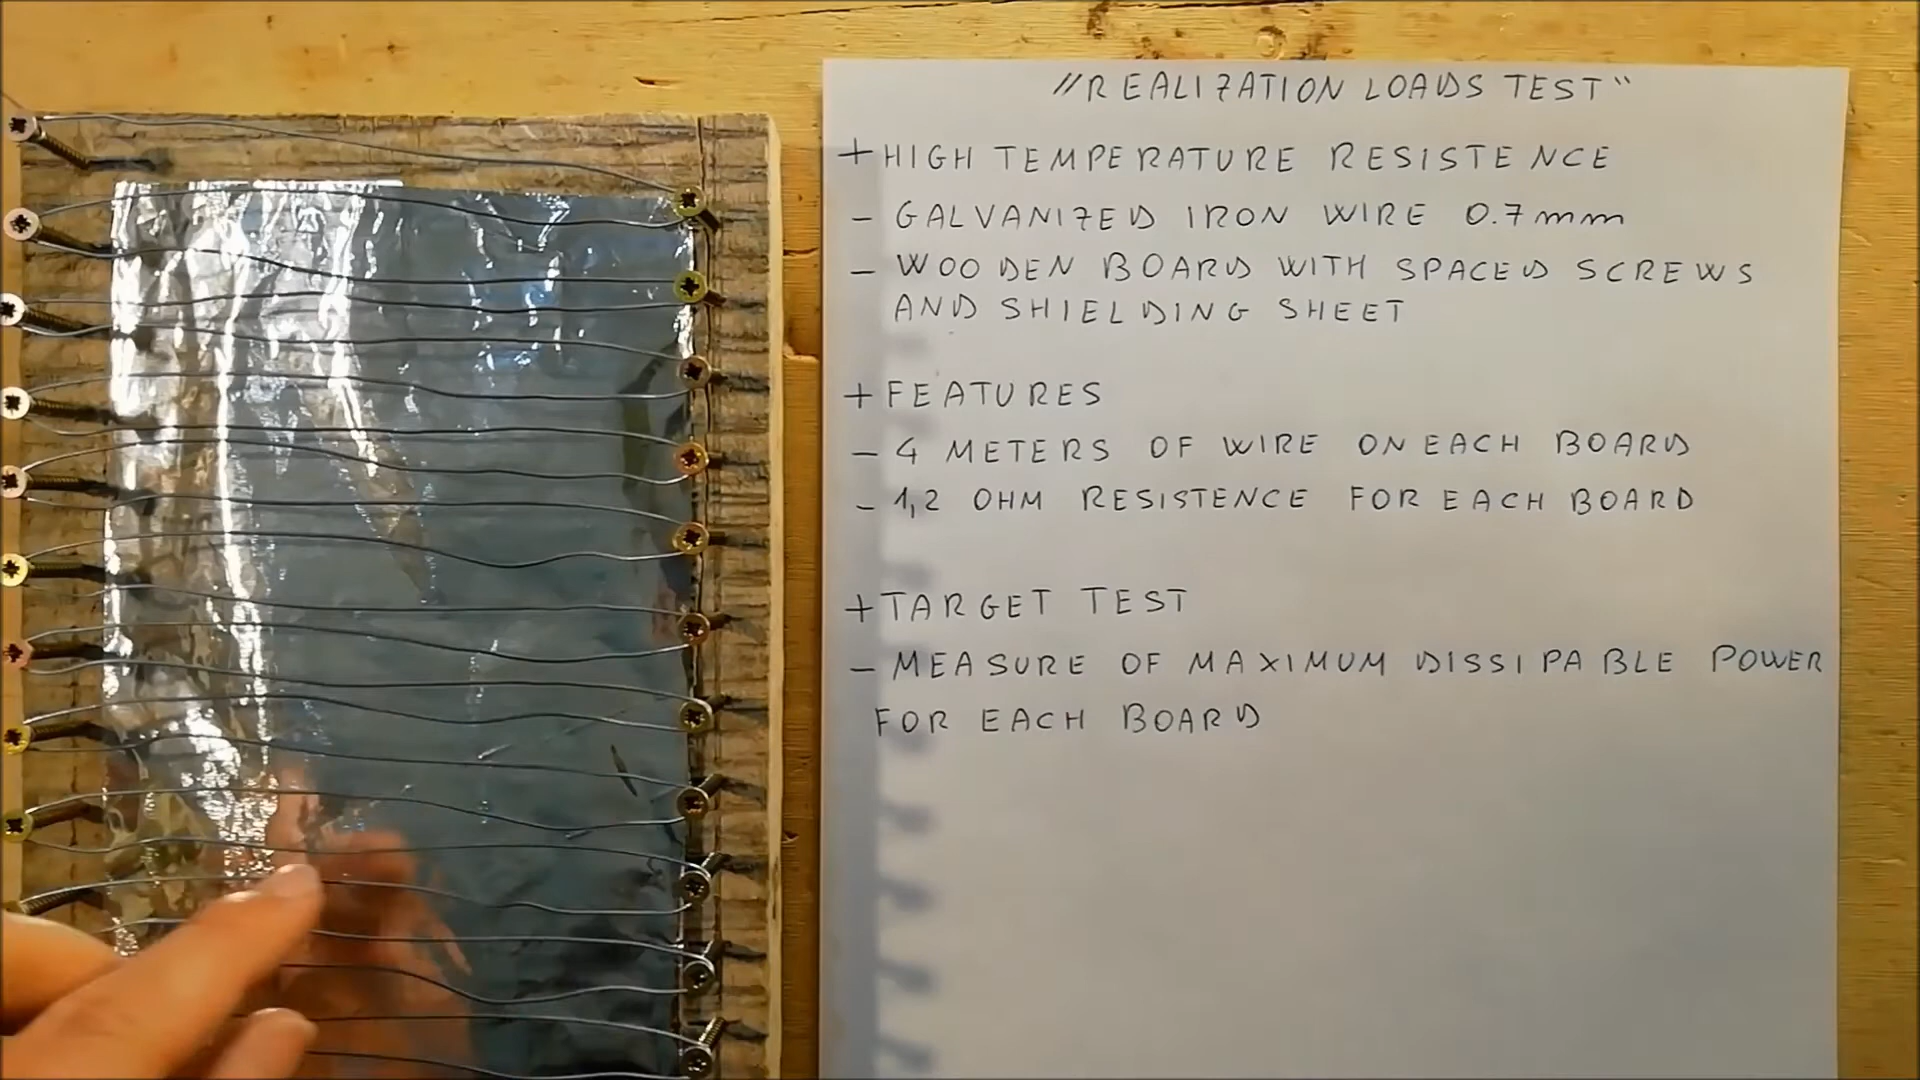 "REALIZATION LOADS TEST"
+ HIGH TEMPERATURE RESISTENCE
- GALVANIZED IRON WIRE 0.7mm
- WOODEN BOARD WITH SPACED SCREWS
AND SHIELDING SHEET
+ FEATURES
- 4 METERS OF WIRE ON EACH BOARD
- 1,2 OHM RESISTENCE FOR EACH BOARD
+ TARGET TEST
- MEASURE OF MAXIMUM DISSIPABLE POWER
FOR EACH BOARD